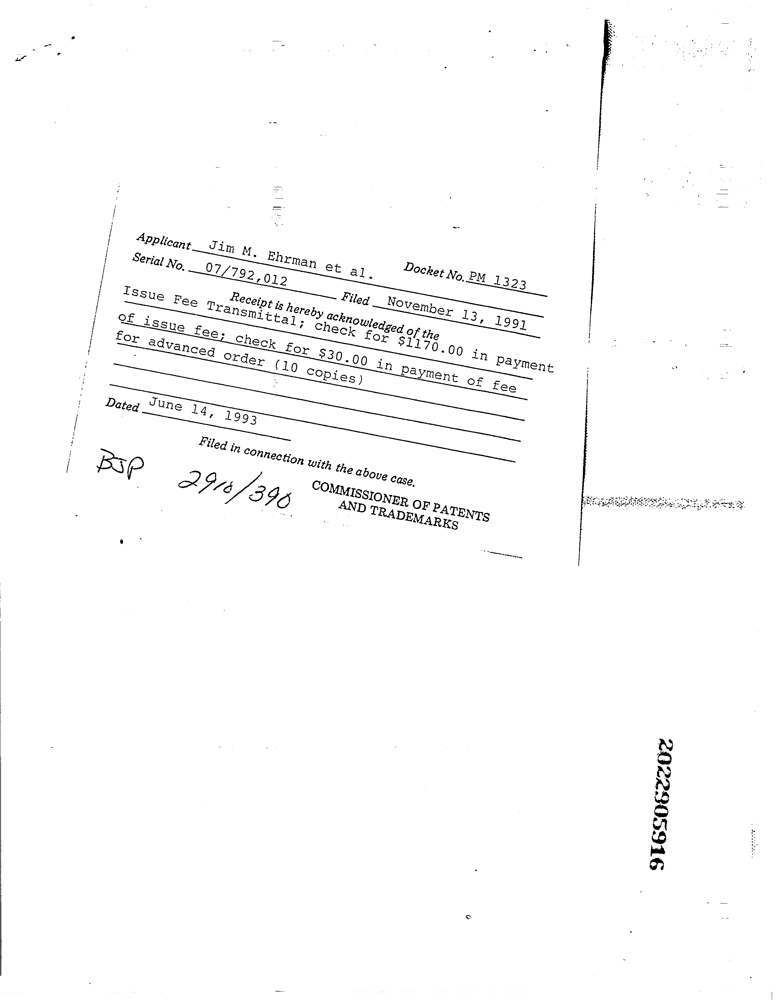 Applicant Jim M. Ehrman et al. Docket No. PM 1323
Serial No. 07/792,012 Filed November 13, 1991
Receipt is hereby acknowledged of the
Issue Fee Transmittal; check for $1170.00 in payment
of issue fee; check for $30.00 in payment of fee
for advanced order (10 copies)
Dated June 14, 1993
Filed in connection with the above case.
COMMISSIONER OF PATENTS
AND TRADEMARKS
BJP 2910/390
2022905916